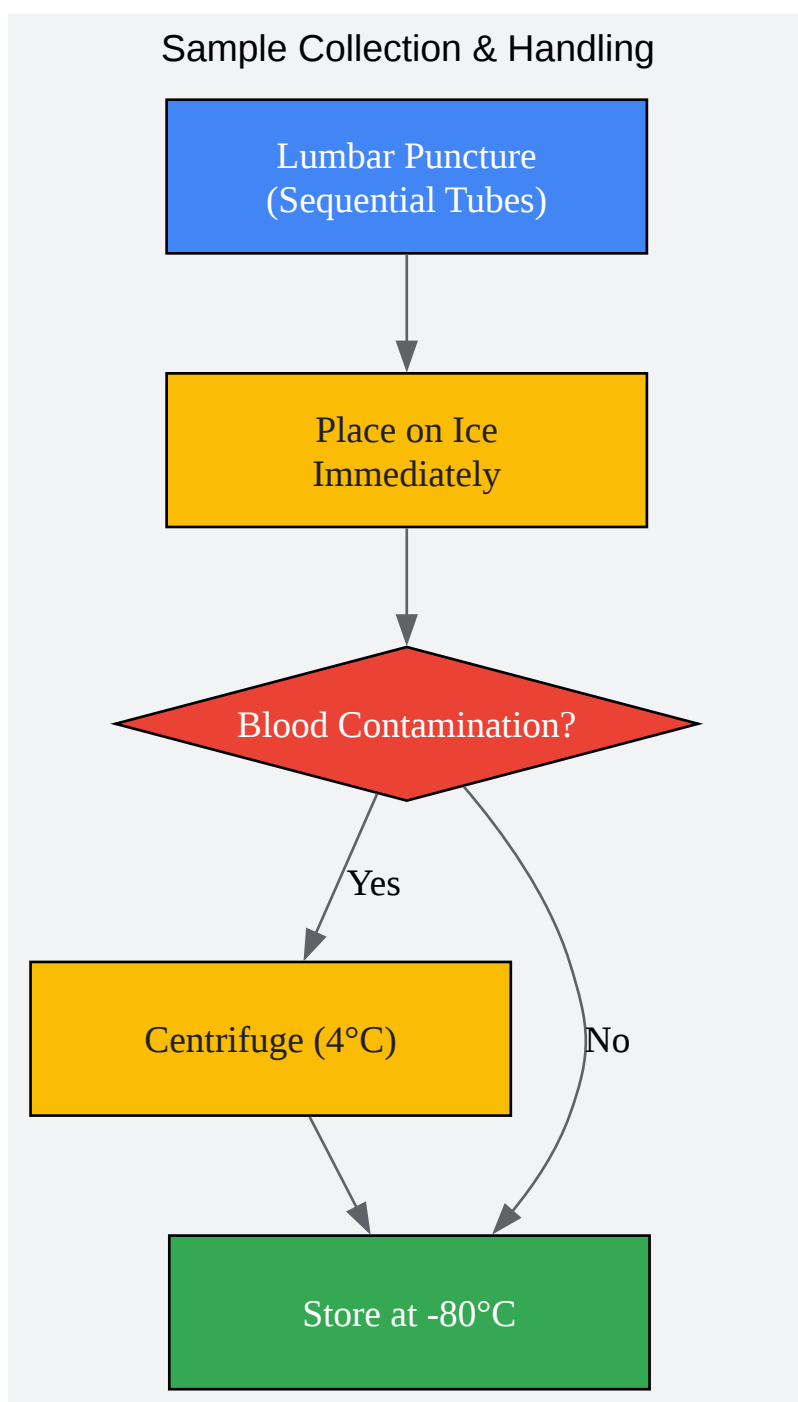 Sample Collection & Handling
Lumbar Puncture
(Sequential Tubes)
Place on Ice
Immediately
Blood Contamination?
Yes
Centrifuge (4°C)
No
Store at -80°C